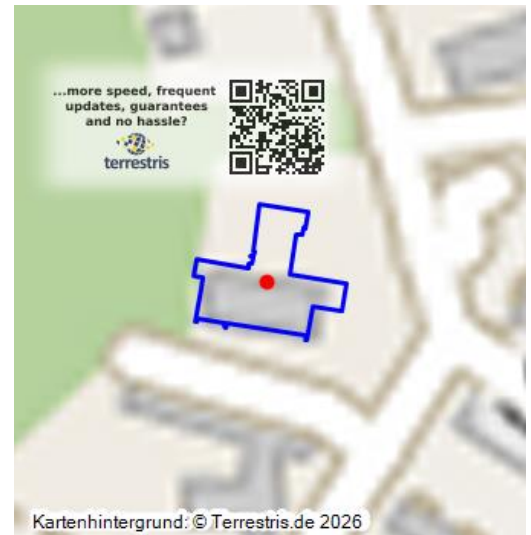 ...more speed, frequent
updates, guarantees
and no hassle?
terrestris
Kartenhintergrund: © Terrestris.de 2026